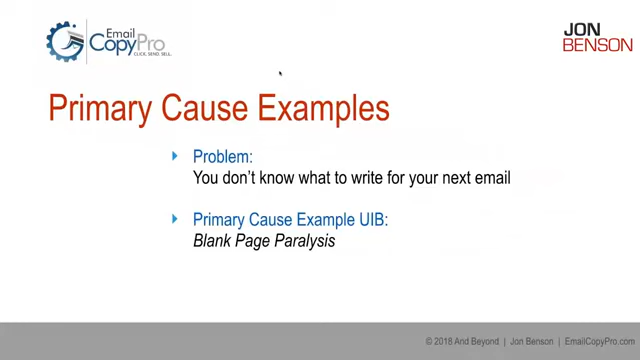 Email
CopyPro
CLICK. SEND. SELL.
JON
BENSON
Primary Cause Examples
Problem:
You don't know what to write for your next email
Primary Cause Example UIB:
Blank Page Paralysis
© 2018 And Beyond | Jon Benson | EmailCopyPro.com